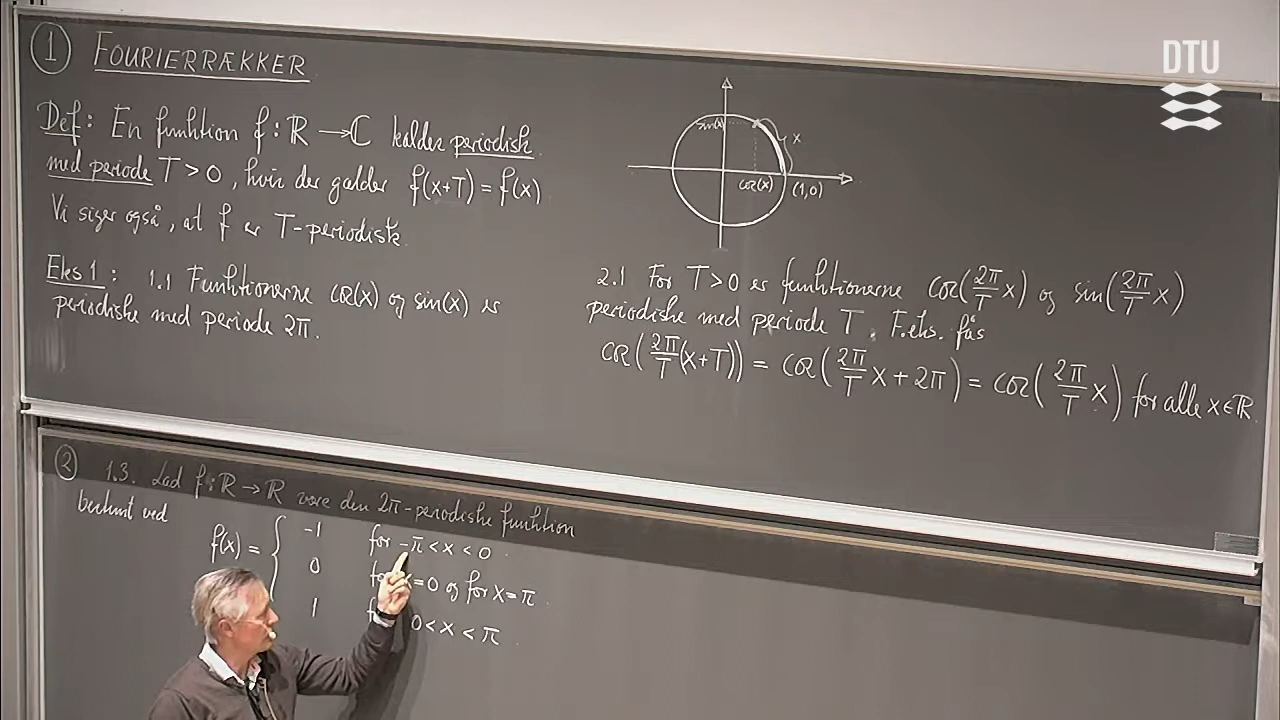 ① FOURIERRÆKKER
Def: En funktion f: ℝ → ℂ kaldes periodisk
med periode T > 0, hvis der gælder f(x+T) = f(x)
Vi siger også, at f er T-periodisk.
Eks 1: 1.1 Funktionerne cos(x) og sin(x) er
periodiske med periode 2π.
sin(x)
x
cos(x) (1,0)
2.1 For T > 0 er funktionerne cos(2π/T x) og sin(2π/T x)
periodiske med periode T. F.eks. fås
cos(2π/T (x+T)) = cos(2π/T x + 2π) = cos(2π/T x) for alle x ∈ ℝ.
② 1.3. Lad f: ℝ → ℝ være den 2π-periodiske funktion
bestemt ved
f(x) = { -1 for -π < x < 0.
0 for x = 0 og for x = π.
1 for 0 < x < π.
DTU